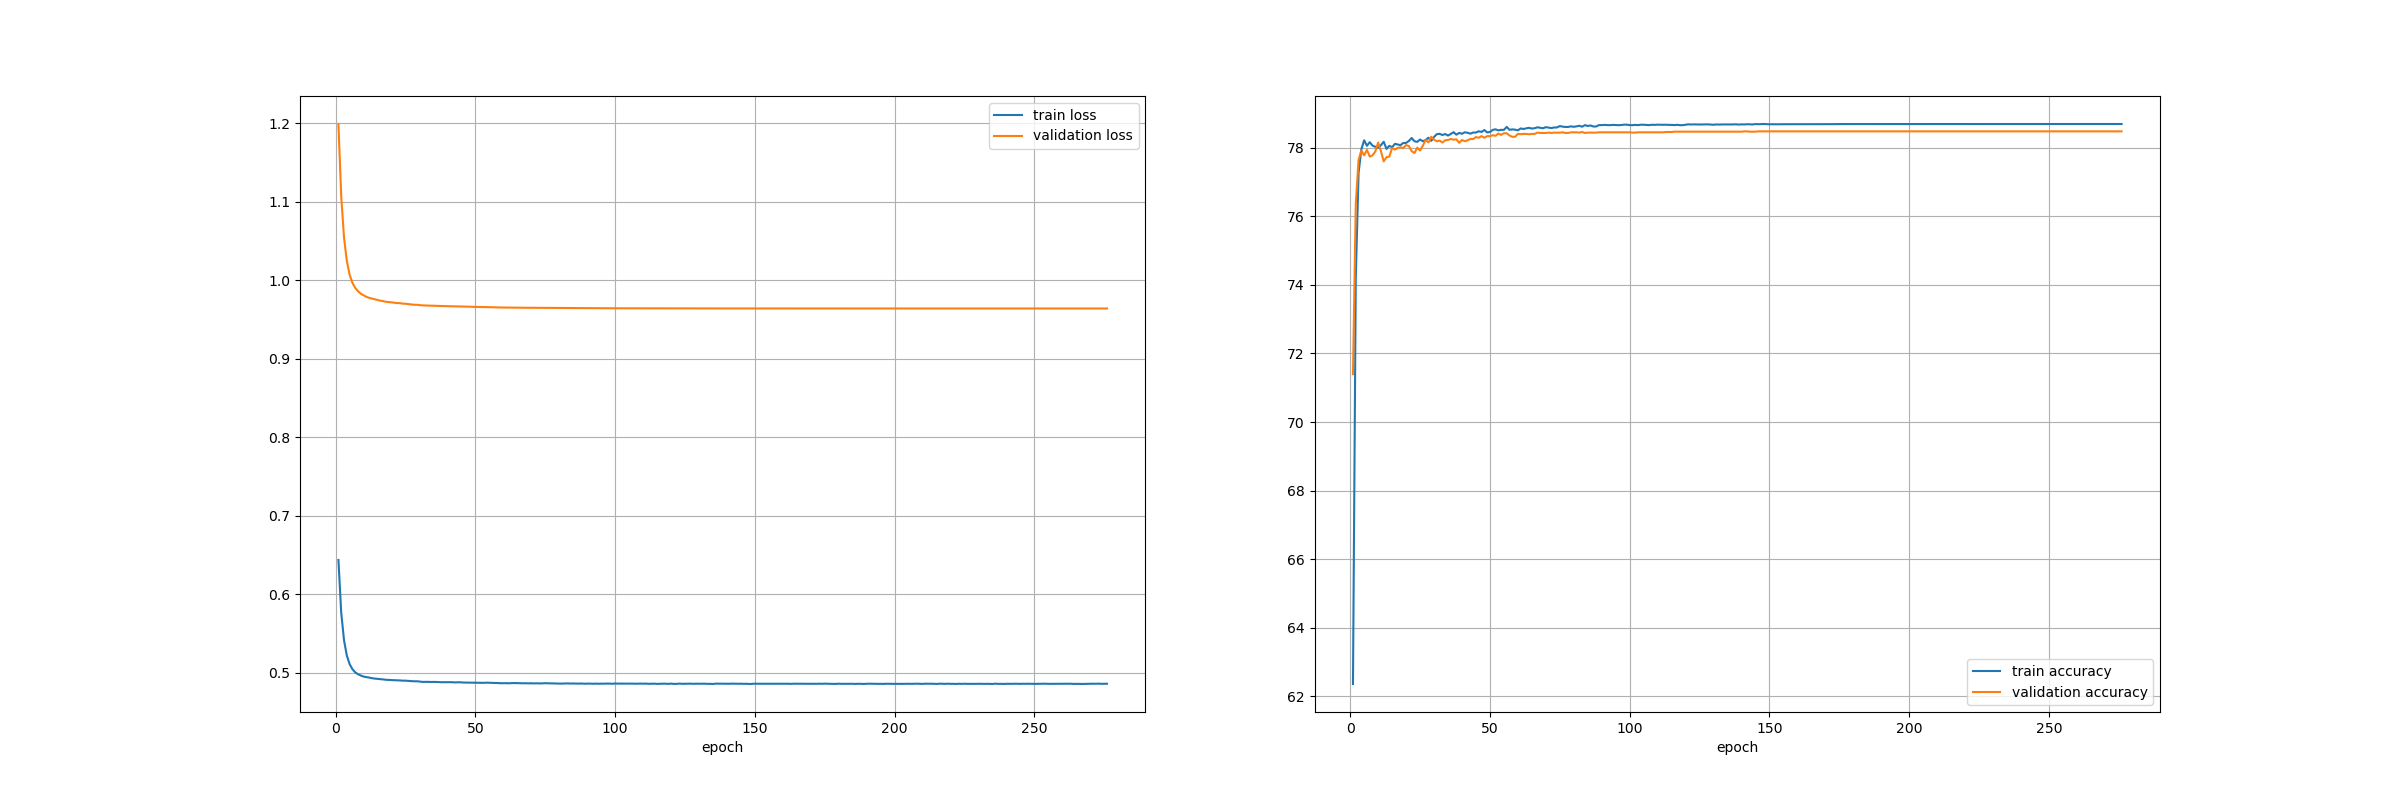 train loss
validation loss
1.2
1.1
1.0
0.9
0.8
0.7
0.6
0.5
0 50 100 150 200 250
epoch
78
76
74
72
70
68
66
64
62
train accuracy
validation accuracy
0 50 100 150 200 250
epoch